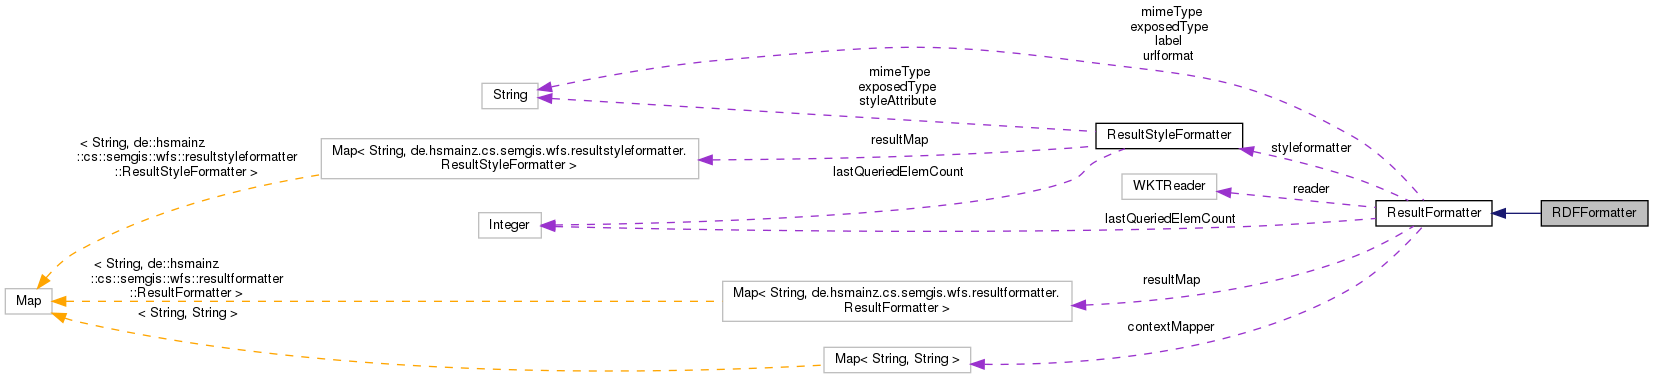 mimeType
exposedType
label
urlformat
mimeType
exposedType
styleAttribute
String
ResultStyleFormatter
< String, de::hsmainz
::cs::semgis::wfs::resultstyleformatter
::ResultStyleFormatter >
Map< String, de.hsmainz.cs.semgis.wfs.resultstyleformatter.
ResultStyleFormatter >
resultMap
styleformatter
lastQueriedElemCount
WKTReader
reader
Integer
lastQueriedElemCount
ResultFormatter
RDFFormatter
< String, de::hsmainz
::cs::semgis::wfs::resultformatter
::ResultFormatter >
Map
Map< String, de.hsmainz.cs.semgis.wfs.resultformatter.
ResultFormatter >
resultMap
< String, String >
contextMapper
Map< String, String >